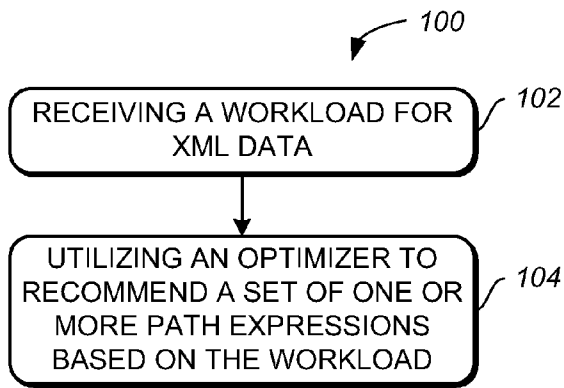 100
RECEIVING A WORKLOAD FOR
XML DATA
102
UTILIZING AN OPTIMIZER TO
RECOMMEND A SET OF ONE OR
MORE PATH EXPRESSIONS
BASED ON THE WORKLOAD
104